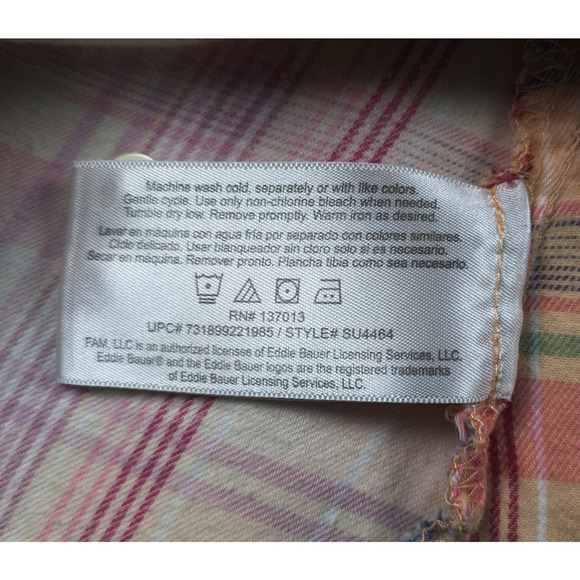 Machine wash cold, separately or with like colors.
Gentle cycle. Use only non-chlorine bleach when needed.
Tumble dry low. Remove promptly. Warm iron as desired.
Lavar en máquina con agua fría por separado con colores similares.
Ciclo delicado. Usar blanqueador sin cloro solo si es necesario.
Secar en máquina. Remover pronto. Plancha tibia como sea necesario.
RN# 137013
UPC# 731899221985 / STYLE# SU4464
FAM, LLC is an authorized licensee of Eddie Bauer Licensing Services, LLC.
Eddie Bauer® and the Eddie Bauer logos are the registered trademarks
of Eddie Bauer Licensing Services, LLC.